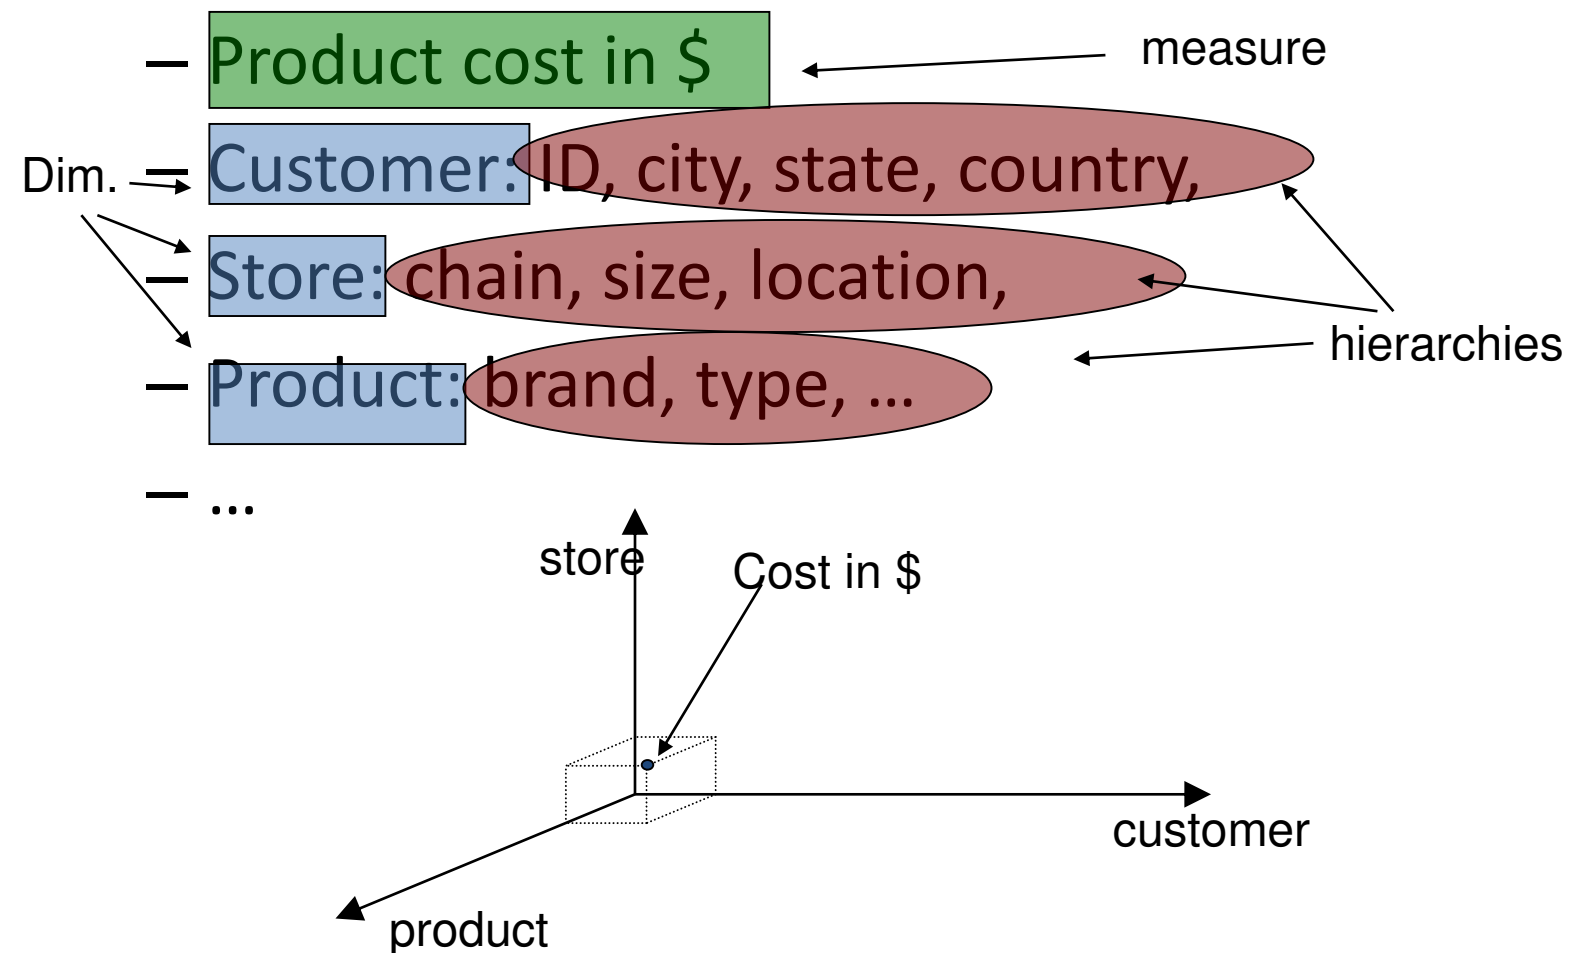 – Product cost in $
measure
Dim.
– Customer: ID, city, state, country,
– Store: chain, size, location,
hierarchies
– Product: brand, type, ...
– ...
store
Cost in $
customer
product